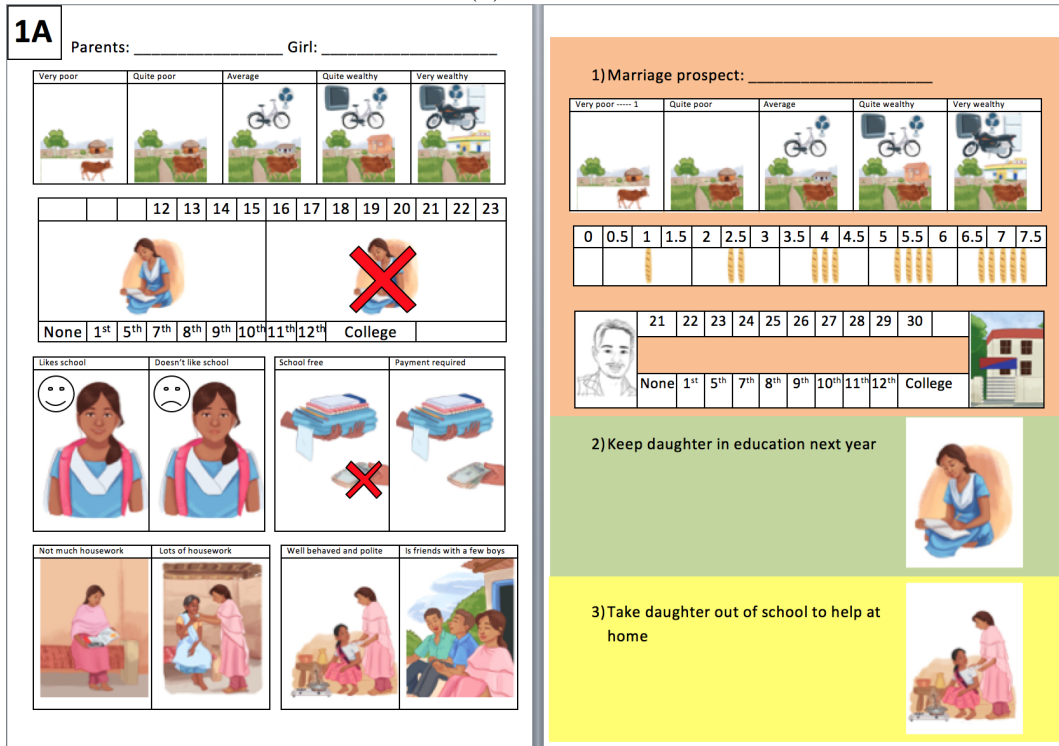 1A
Parents: _________________ Girl: ____________________
Very poor Quite poor Average Quite wealthy Very wealthy
12 13 14 15 16 17 18 19 20 21 22 23
None 1st 5th 7th 8th 9th 10th 11th 12th College
Likes school Doesn't like school School free Payment required
Not much housework Lots of housework Well behaved and polite Is friends with a few boys
1) Marriage prospect: _____________________
Very poor ----- 1 Quite poor Average Quite wealthy Very wealthy
0 0.5 1 1.5 2 2.5 3 3.5 4 4.5 5 5.5 6 6.5 7 7.5
21 22 23 24 25 26 27 28 29 30
None 1st 5th 7th 8th 9th 10th 11th 12th College
2) Keep daughter in education next year
3) Take daughter out of school to help at
home